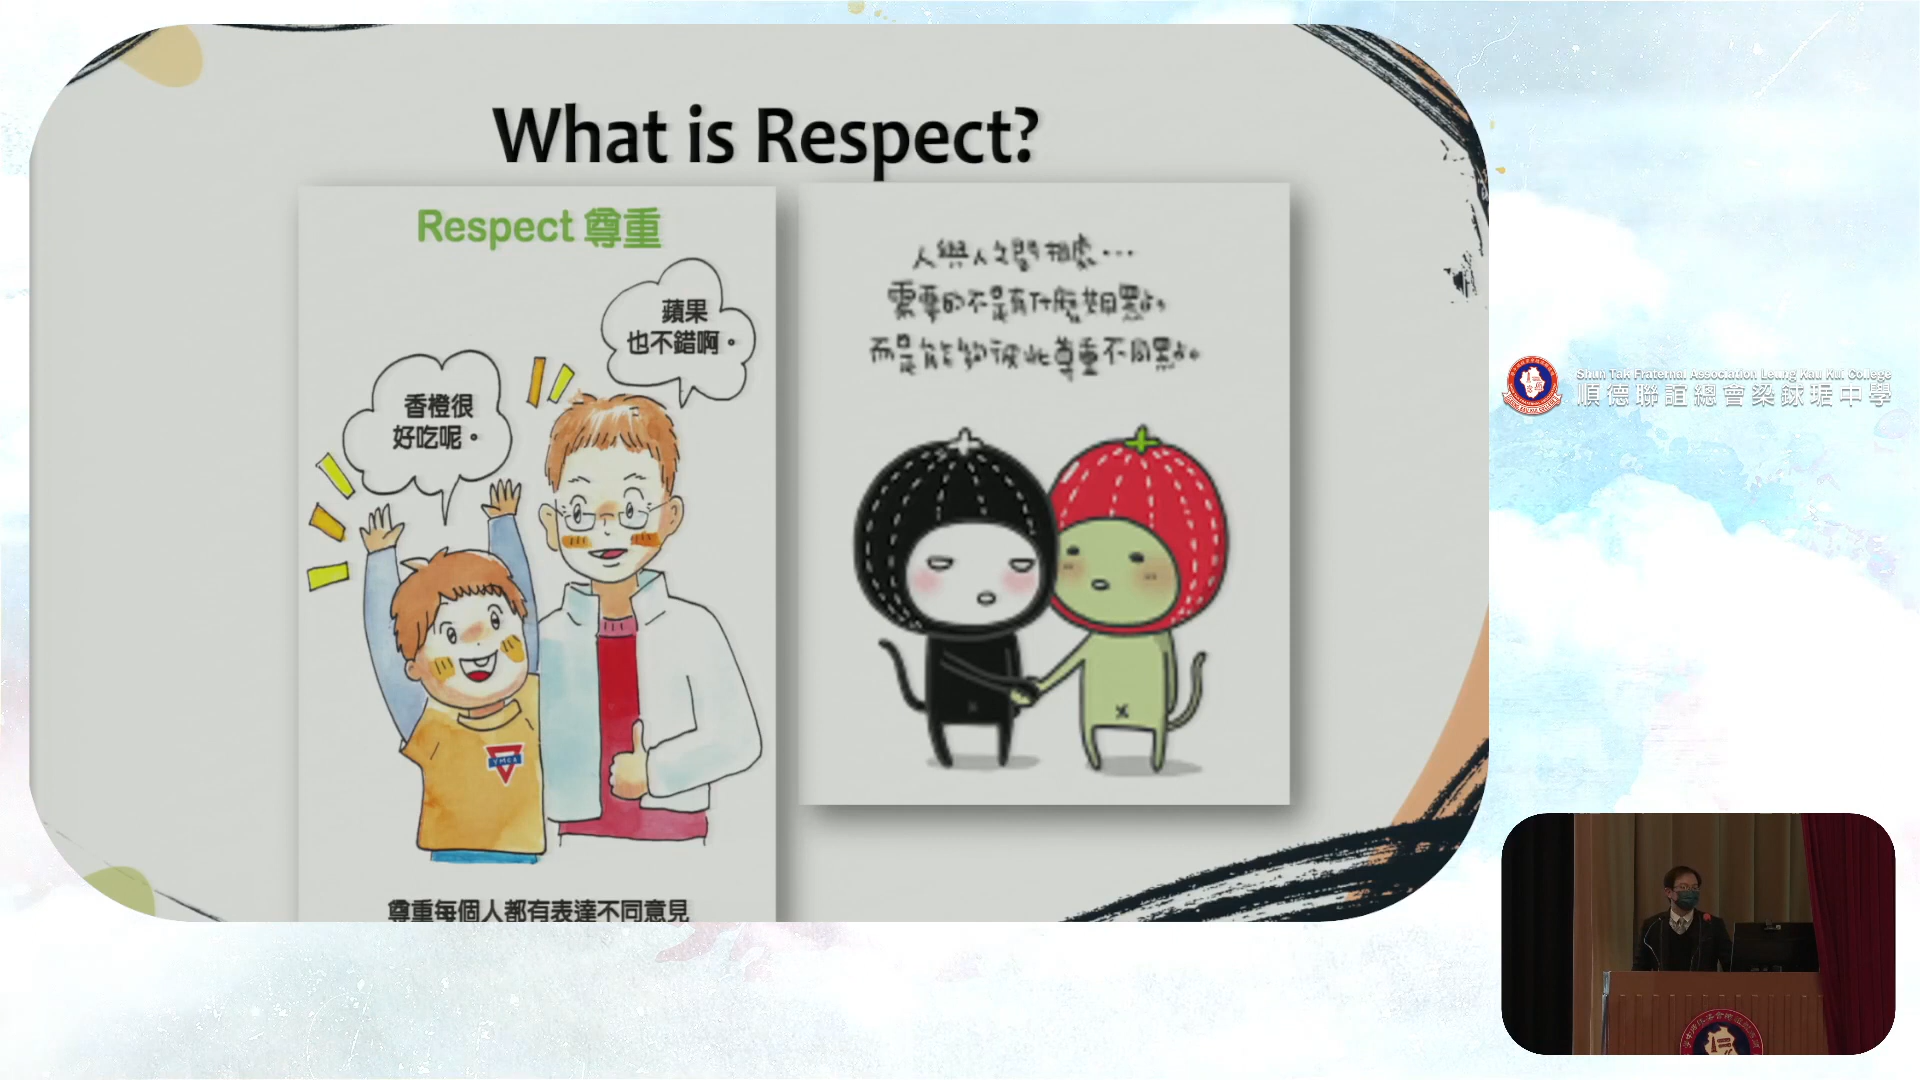 What is Respect?
Respect 尊重
蘋果
也不錯啊。
香橙很
好吃呢。
YMCA
尊重每個人都有表達不同意見
人與人之間相處···
需要的不是有什麼相同點。
而是能夠彼此尊重不同點。
Shun Tak Fraternal Association Leung Kau Kui College
順德聯誼總會梁銶琚中學